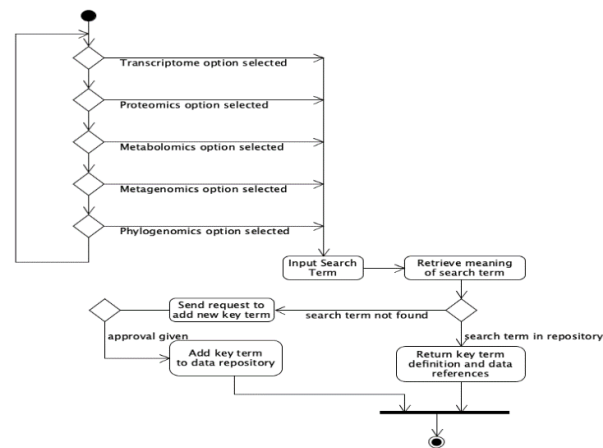 Transcriptome option selected
Proteomics option selected
Metabolomics option selected
Metagenomics option selected
Phylogenomics option selected
Input Search
Term
Retrieve meaning
of search term
Send request to
add new key term
search term not found
approval given
search term in repository
Add key term
to data repository
Return key term
definition and data
references